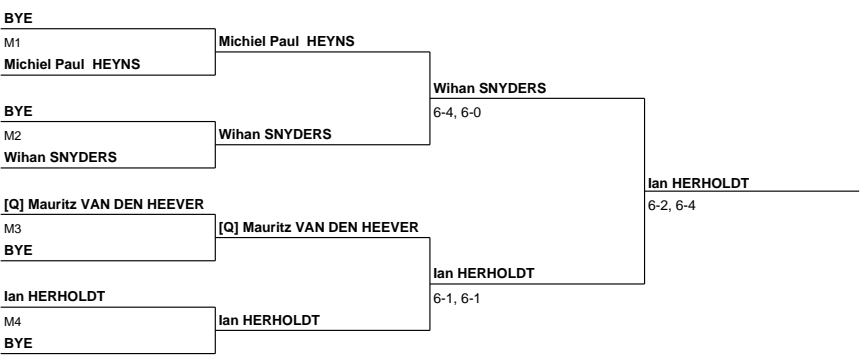 BYE
M1
Michiel Paul HEYNS
Michiel Paul HEYNS
BYE
M2
Wihan SNYDERS
Wihan SNYDERS
Wihan SNYDERS
6-4, 6-0
[Q] Mauritz VAN DEN HEEVER
M3
BYE
[Q] Mauritz VAN DEN HEEVER
Ian HERHOLDT
M4
BYE
Ian HERHOLDT
Ian HERHOLDT
6-1, 6-1
Ian HERHOLDT
6-2, 6-4